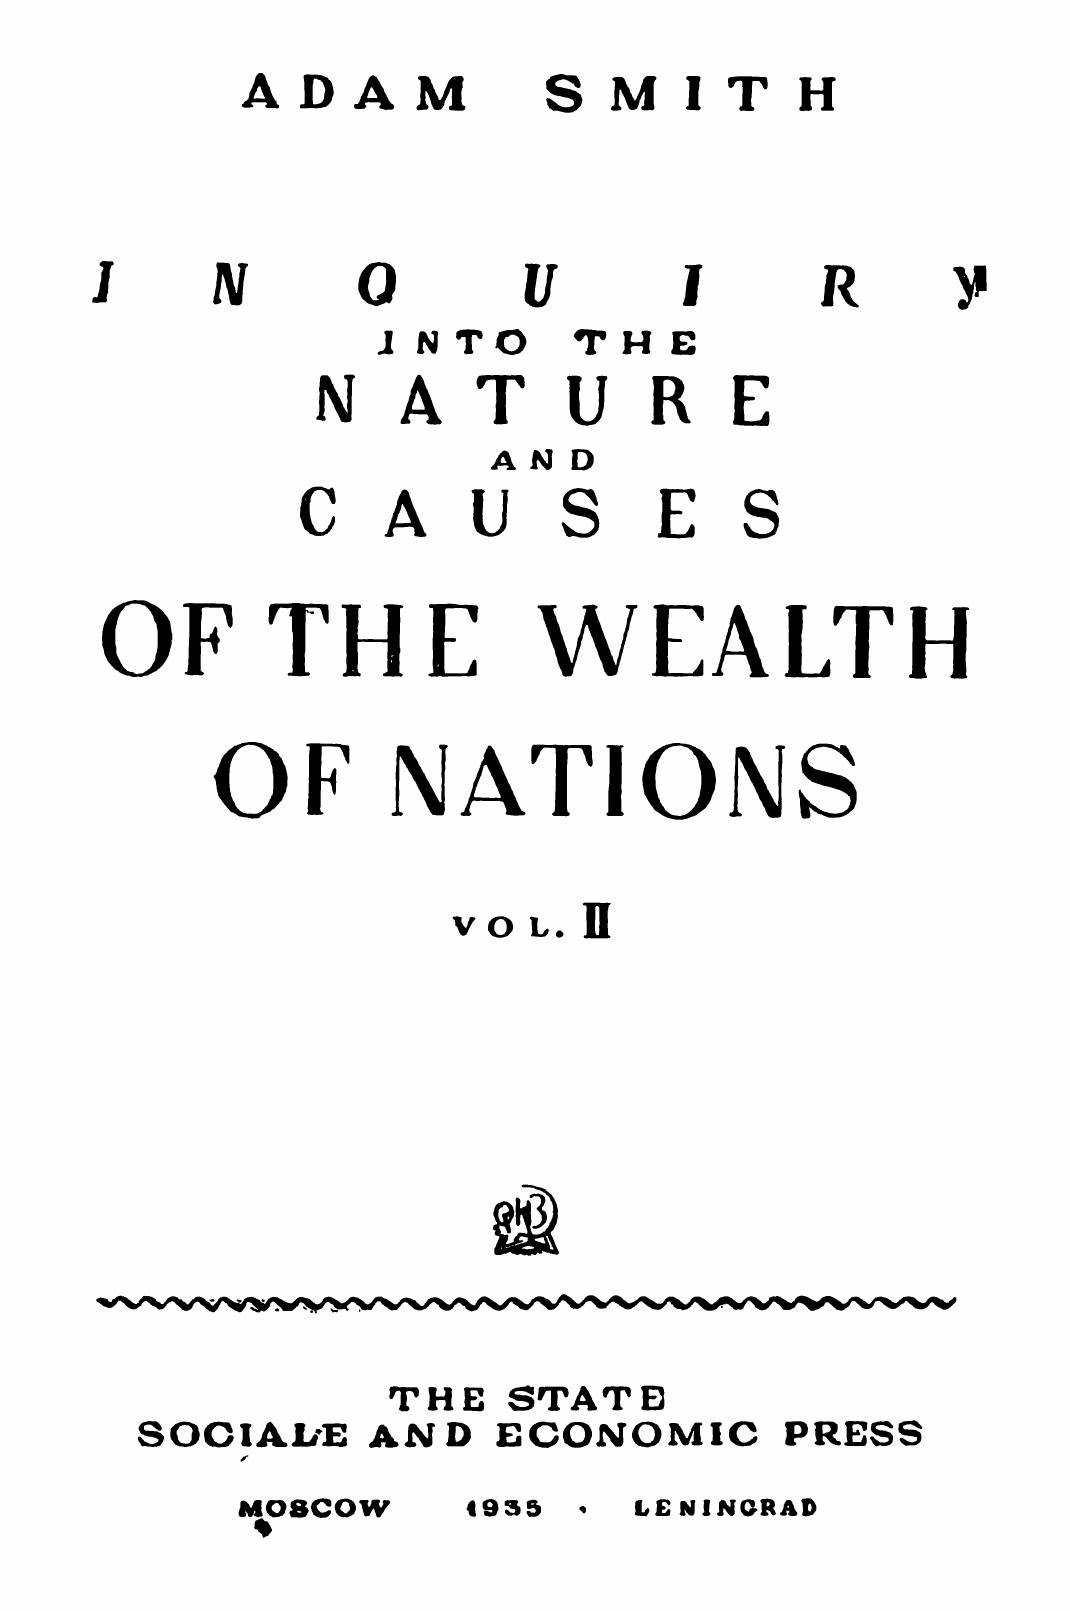 ADAM SMITH
INQUIRY
INTO THE
NATURE
AND
CAUSES
OF THE WEALTH
OF NATIONS
VOL. II
THE STATE
SOCIALE AND ECONOMIC PRESS
MOSCOW 1935 · LENINGRAD